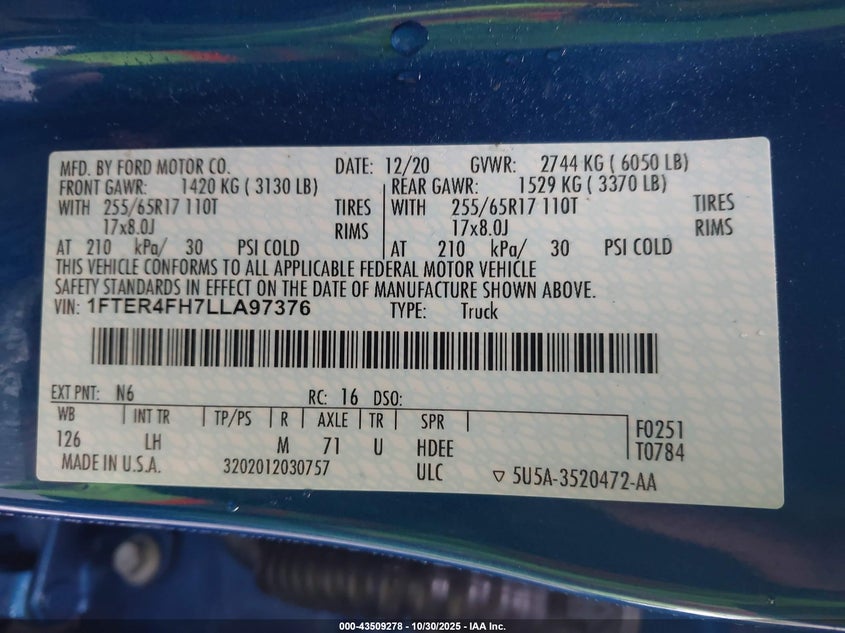 MFD. BY FORD MOTOR CO. DATE: 12/20 GVWR: 2744 KG ( 6050 LB)
FRONT GAWR: 1420 KG ( 3130 LB) REAR GAWR: 1529 KG ( 3370 LB)
WITH 255/65R17 110T TIRES WITH 255/65R17 110T TIRES
17x8.0J RIMS 17x8.0J RIMS
AT 210 kPa/ 30 PSI COLD AT 210 kPa/ 30 PSI COLD
THIS VEHICLE CONFORMS TO ALL APPLICABLE FEDERAL MOTOR VEHICLE
SAFETY STANDARDS IN EFFECT ON THE DATE OF MANUFACTURE SHOWN ABOVE.
VIN: 1FTER4FH7LLA97376 TYPE: Truck
EXT PNT: N6 RC: 16 DSO:
WB INT TR TP/PS R AXLE TR SPR F0251
126 LH M 71 U HDEE T0784
MADE IN U.S.A. 3202012030757 ULC ▽ 5U5A-3520472-AA
000-43509278 - 10/30/2025 - IAA Inc.